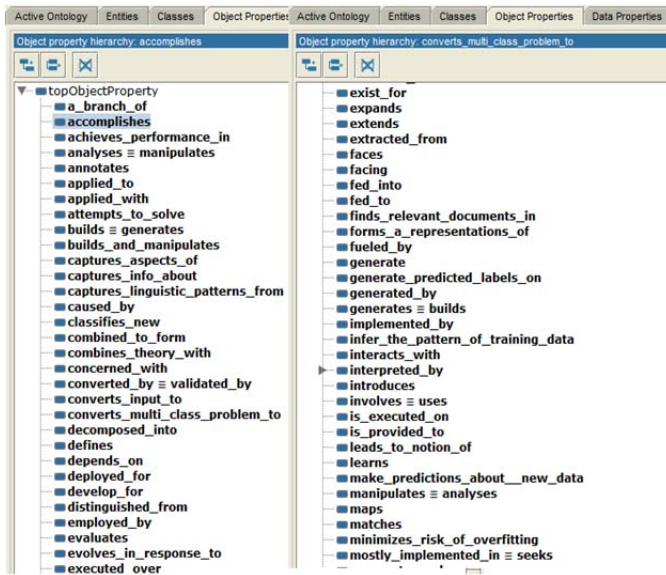 Active Ontology Entities Classes Object Properties
Object property hierarchy: accomplishes
topObjectProperty
a_branch_of
accomplishes
achieves_performance_in
analyses ≡ manipulates
annotates
applied_to
applied_with
attempts_to_solve
builds ≡ generates
builds_and_manipulates
captures_aspects_of
captures_info_about
captures_linguistic_patterns_from
caused_by
classifies_new
combined_to_form
combines_theory_with
concerned_with
converted_by ≡ validated_by
converts_input_to
converts_multi_class_problem_to
decomposed_into
defines
depends_on
deployed_for
develop_for
distinguished_from
employed_by
evaluates
evolves_in_response_to
executed_over
Active Ontology Entities Classes Object Properties Data Properties
Object property hierarchy: converts_multi_class_problem_to
exist_for
expands
extends
extracted_from
faces
facing
fed_into
fed_to
finds_relevant_documents_in
forms_a_representations_of
fueled_by
generate
generate_predicted_labels_on
generated_by
generates ≡ builds
implemented_by
infer_the_pattern_of_training_data
interacts_with
interpreted_by
introduces
involves ≡ uses
is_executed_on
is_provided_to
leads_to_notion_of
learns
make_predictions_about__new_data
manipulates ≡ analyses
maps
matches
minimizes_risk_of_overfitting
mostly_implemented_in ≡ seeks